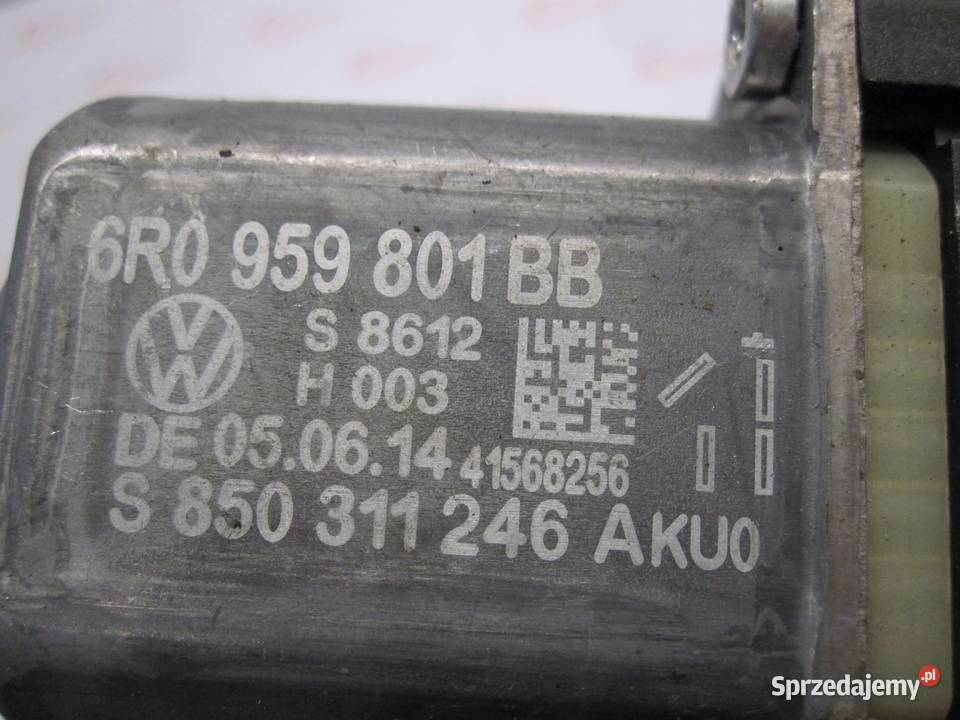 6R0 959 801 BB
S 8612
H 003
DE 05.06.14 41568256
S 850 311 246 AKU0
Sprzedajemy.pl